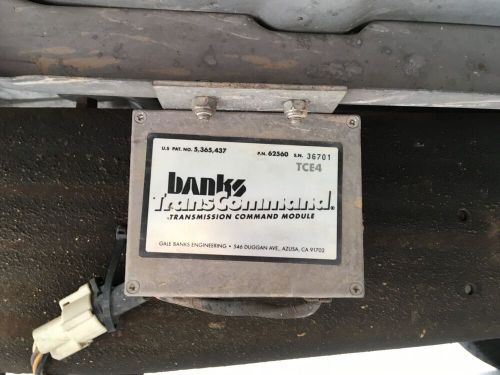 U.S PAT. NO. 5,365,437 P.N. 62560 S.N. 36701
TCE4
banks
TransCommand®
TRANSMISSION COMMAND MODULE
GALE BANKS ENGINEERING • 546 DUGGAN AVE., AZUSA, CA 91702